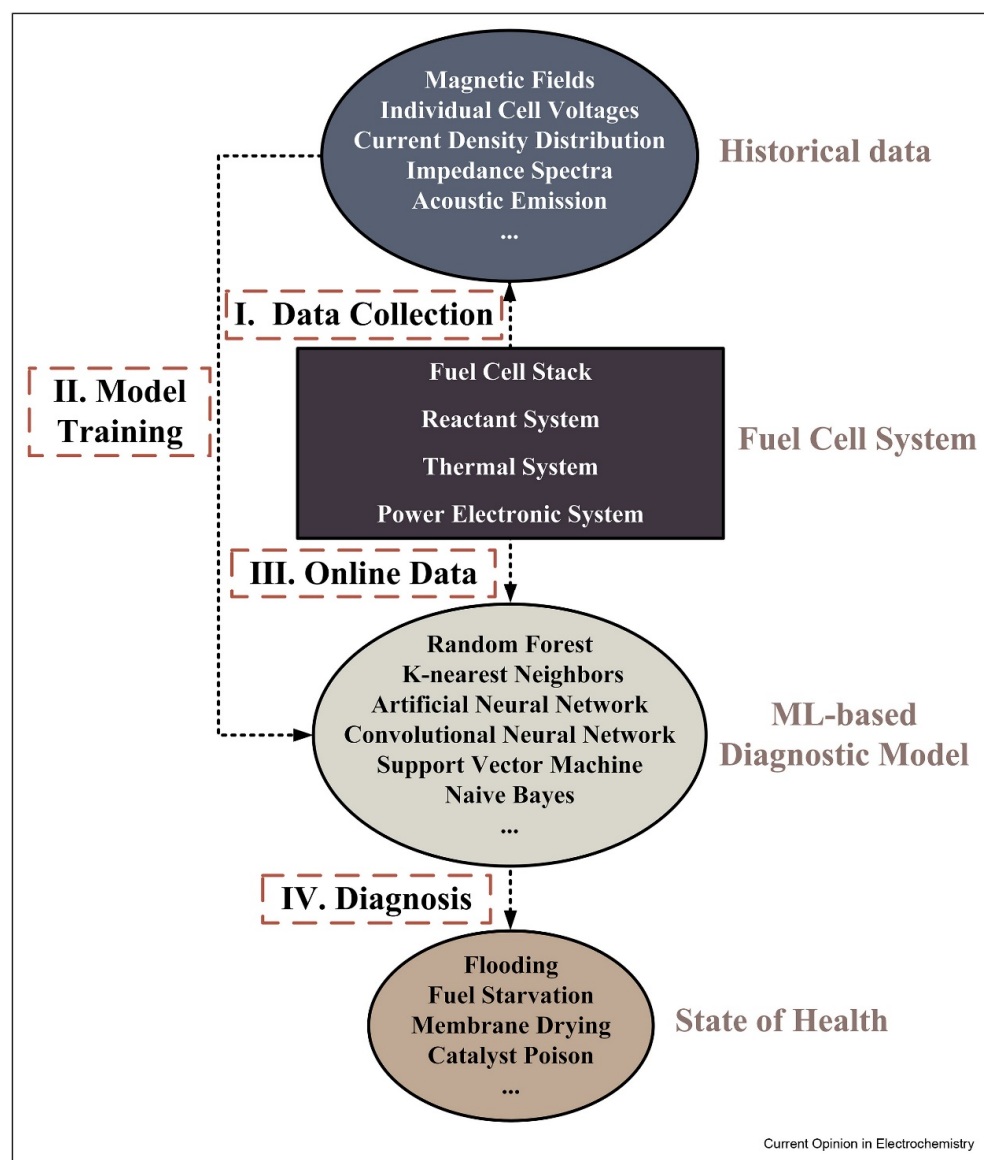 Magnetic Fields
Individual Cell Voltages
Current Density Distribution
Impedance Spectra
Acoustic Emission
...
Historical data
I. Data Collection
II. Model
Training
Fuel Cell Stack
Reactant System
Thermal System
Power Electronic System
Fuel Cell System
III. Online Data
Random Forest
K-nearest Neighbors
Artificial Neural Network
Convolutional Neural Network
Support Vector Machine
Naive Bayes
...
ML-based
Diagnostic Model
IV. Diagnosis
Flooding
Fuel Starvation
Membrane Drying
Catalyst Poison
...
State of Health
Current Opinion in Electrochemistry